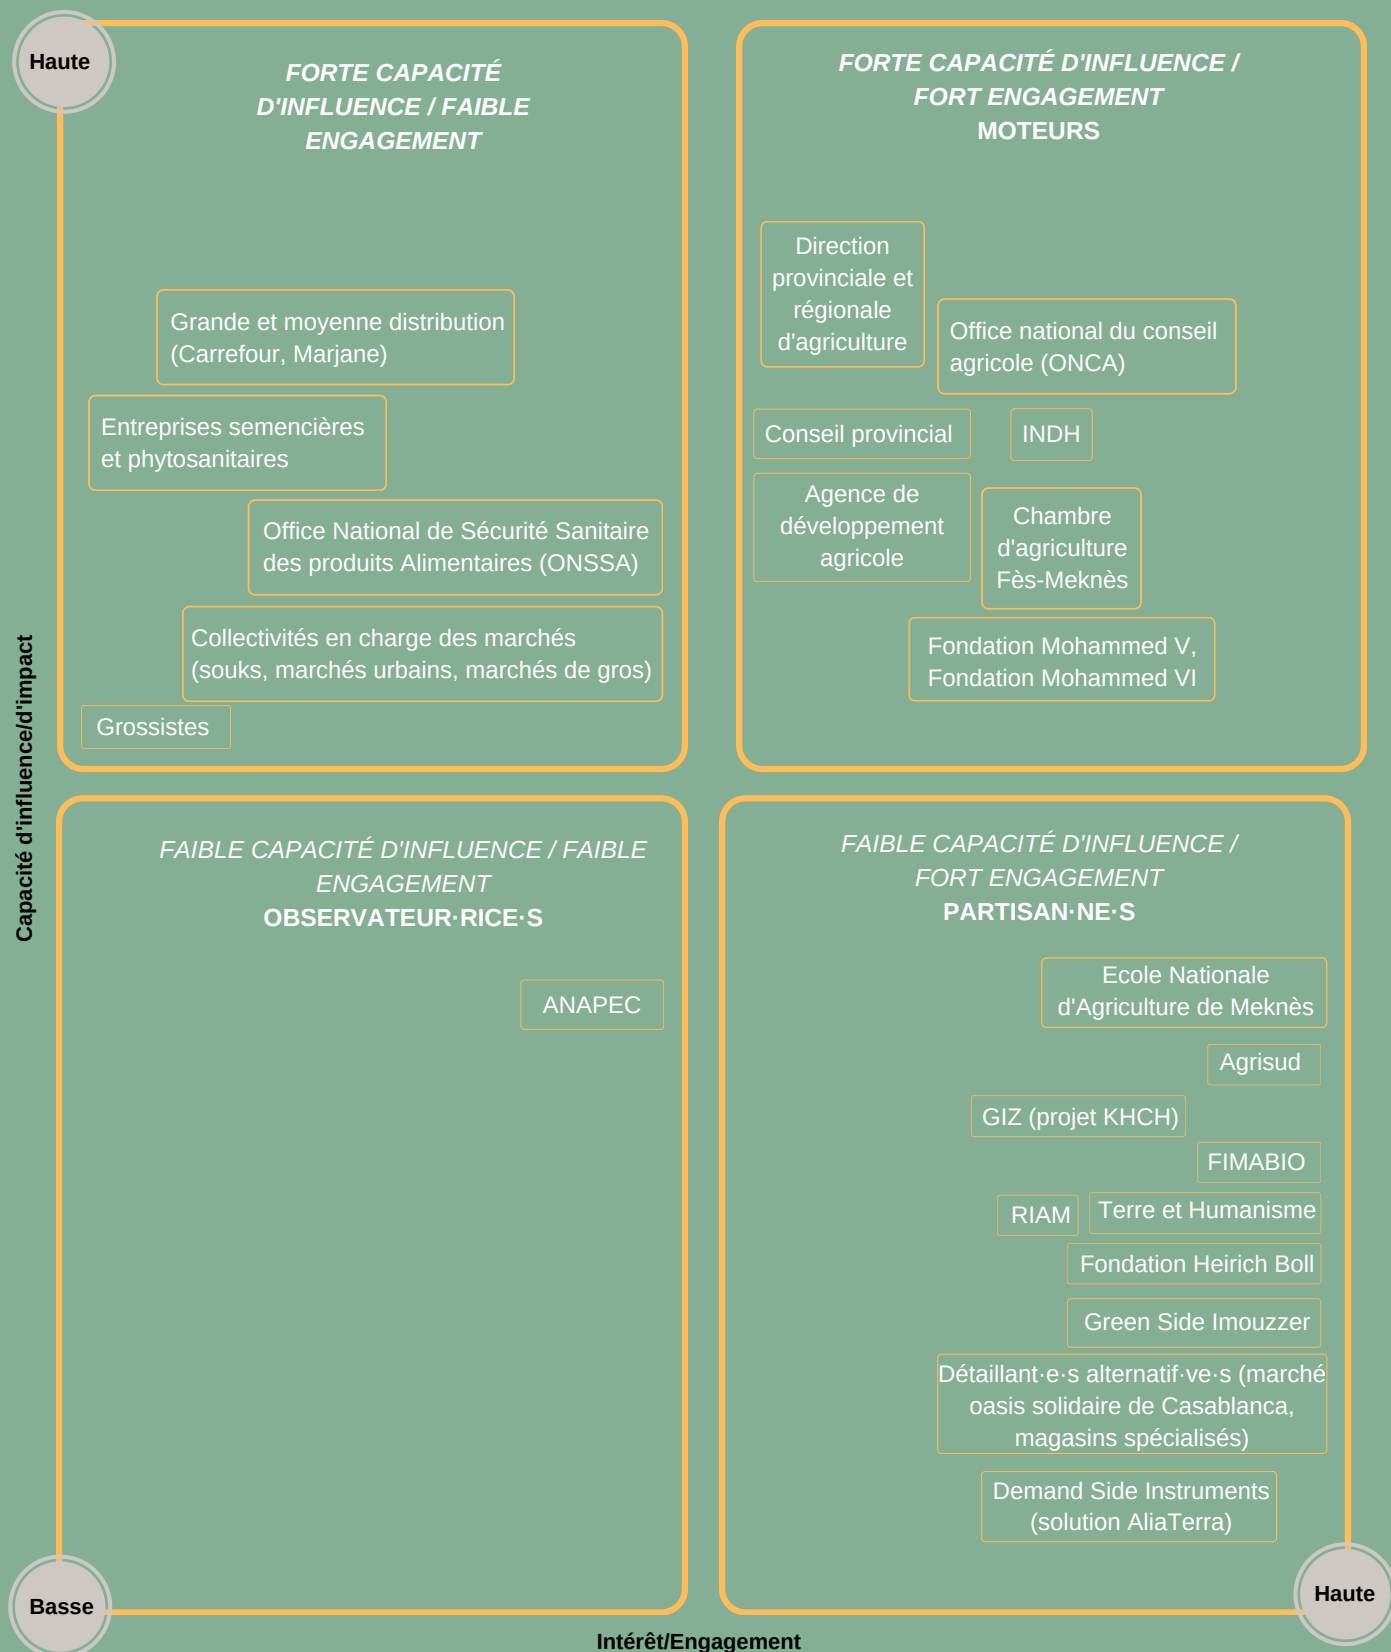 Haute
FORTE CAPACITÉ
D'INFLUENCE / FAIBLE
ENGAGEMENT
Grande et moyenne distribution
(Carrefour, Marjane)
Entreprises semencières
et phytosanitaires
Office National de Sécurité Sanitaire
des produits Alimentaires (ONSSA)
Collectivités en charge des marchés
(souks, marchés urbains, marchés de gros)
Grossistes
FORTE CAPACITÉ D'INFLUENCE /
FORT ENGAGEMENT
MOTEURS
Direction
provinciale et
régionale
d'agriculture
Office national du conseil
agricole (ONCA)
Conseil provincial
INDH
Agence de
développement
agricole
Chambre
d'agriculture
Fès-Meknès
Fondation Mohammed V,
Fondation Mohammed VI
Capacité d'influence/d'impact
FAIBLE CAPACITÉ D'INFLUENCE / FAIBLE
ENGAGEMENT
OBSERVATEUR·RICE·S
ANAPEC
FAIBLE CAPACITÉ D'INFLUENCE /
FORT ENGAGEMENT
PARTISAN·NE·S
Ecole Nationale
d'Agriculture de Meknès
Agrisud
GIZ (projet KHCH)
FIMABIO
RIAM
Terre et Humanisme
Fondation Heirich Boll
Green Side Imouzzer
Détaillant·e·s alternatif·ve·s (marché
oasis solidaire de Casablanca,
magasins spécialisés)
Demand Side Instruments
(solution AliaTerra)
Basse
Haute
Intérêt/Engagement